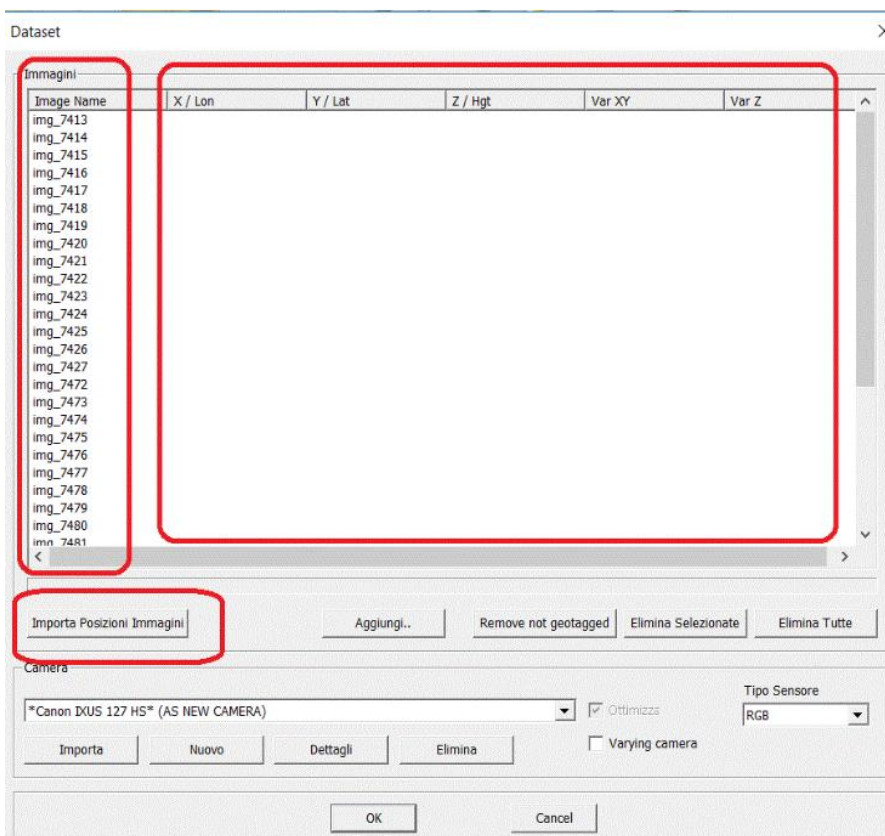 Dataset
Immagini
Image Name X / Lon Y / Lat Z / Hgt Var XY Var Z
img_7413
img_7414
img_7415
img_7416
img_7417
img_7418
img_7419
img_7420
img_7421
img_7422
img_7423
img_7424
img_7425
img_7426
img_7427
img_7472
img_7473
img_7474
img_7475
img_7476
img_7477
img_7478
img_7479
img_7480
img_7481
Importa Posizioni Immagini Aggiungi.. Remove not geotagged Elimina Selezionate Elimina Tutte
Camera
Tipo Sensore
*Canon IXUS 127 HS* (AS NEW CAMERA) Ottimizza RGB
Importa Nuovo Dettagli Elimina Varying camera
OK Cancel